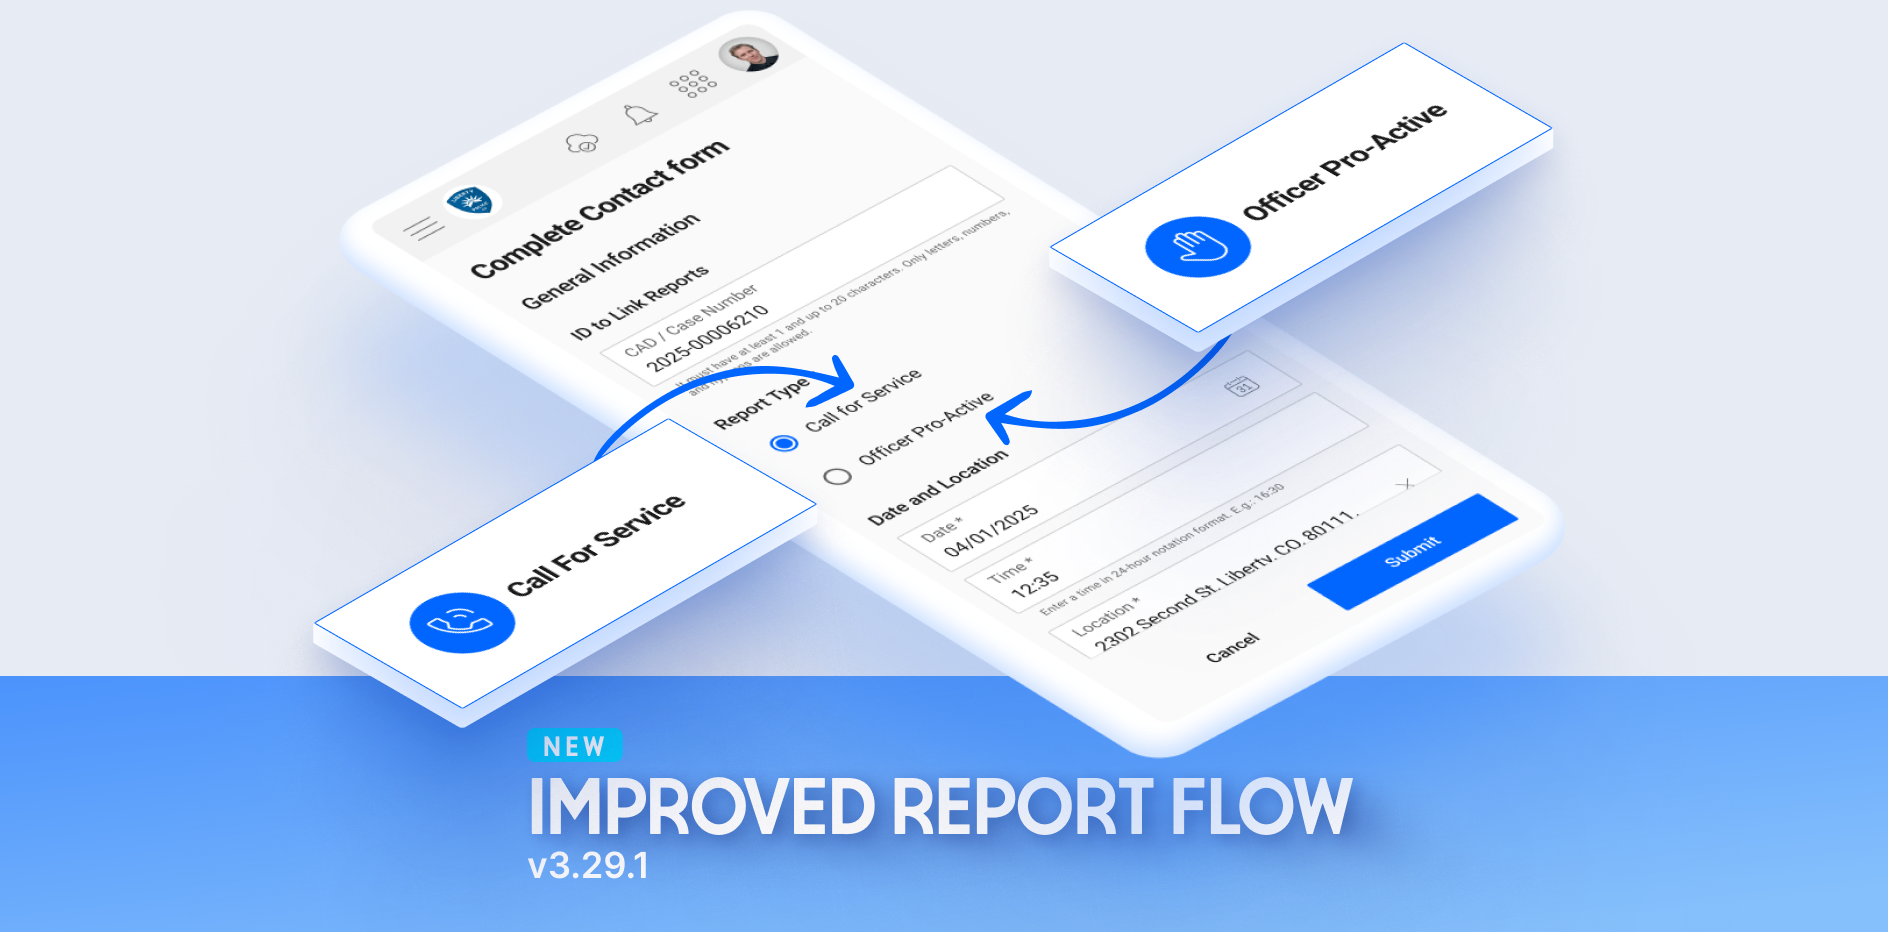 Complete Contact form
General Information
ID to Link Reports
CAD / Case Number
2025-00006210
It must have at least 1 and up to 20 characters. Only letters, numbers,
and hyphens are allowed.
Report Type
Call for Service
Officer Pro-Active
Date and Location
Date *
04/01/2025
31
Time *
12:35
Enter a time in 24-hour notation format. E.g.: 16:30
Location *
2302 Second St. Liberty. CO. 80111.
Submit
Cancel
Officer Pro-Active
Call For Service
LIBERTY
POLICE
NEW
IMPROVED REPORT FLOW
v3.29.1